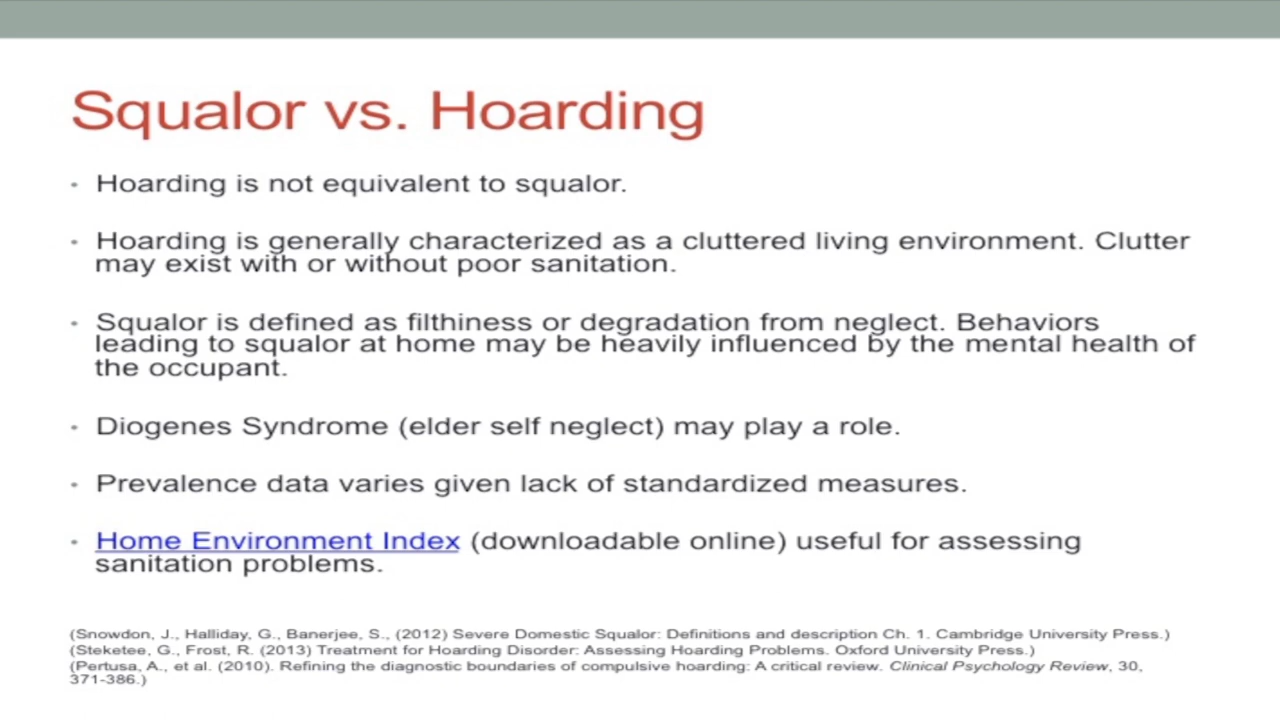 Squalor vs. Hoarding
• Hoarding is not equivalent to squalor.
• Hoarding is generally characterized as a cluttered living environment. Clutter
may exist with or without poor sanitation.
• Squalor is defined as filthiness or degradation from neglect. Behaviors
leading to squalor at home may be heavily influenced by the mental health of
the occupant.
• Diogenes Syndrome (elder self neglect) may play a role.
• Prevalence data varies given lack of standardized measures.
• Home Environment Index (downloadable online) useful for assessing
sanitation problems.
(Snowdon, J., Halliday, G., Banerjee, S., (2012) Severe Domestic Squalor: Definitions and description Ch. 1. Cambridge University Press.)
(Steketee, G., Frost, R. (2013) Treatment for Hoarding Disorder: Assessing Hoarding Problems. Oxford University Press.)
(Pertusa, A., et al. (2010). Refining the diagnostic boundaries of compulsive hoarding: A critical review. Clinical Psychology Review, 30,
371-386.)